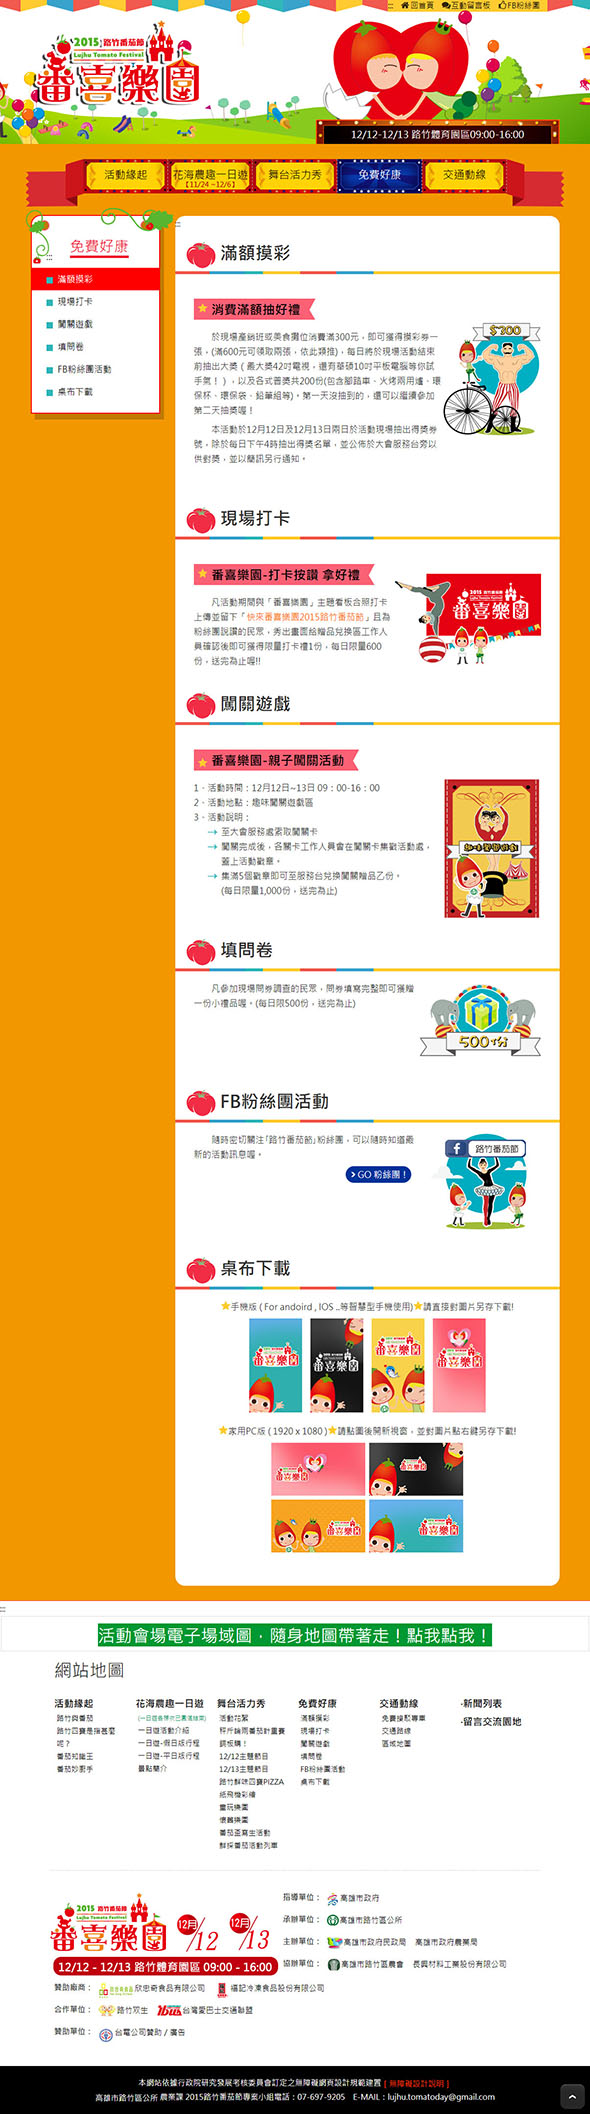 :::
回首頁 互動留言板 FB粉絲團
2015 路竹番茄節
Lujhu Tomato Festival
番喜樂園
12/12-12/13 路竹體育園區09:00-16:00
活動緣起
花海農趣一日遊
【11/24 ~12/6】
舞台活力秀
免費好康
交通動線
:::
免費好康
:::
滿額摸彩
現場打卡
闖關遊戲
填問卷
FB粉絲團活動
桌布下載
滿額摸彩
消費滿額抽好禮
於現場產銷班或美食攤位消費滿300元，即可獲得摸彩券一
張，(滿600元可領取兩張，依此類推)，每日將於現場活動結束
前抽出大獎（最大獎42吋電視，還有華碩10吋平板電腦等你試
手氣！），以及各式普獎共200份(包含腳踏車、火烤兩用爐、環
保杯、環保袋、鉛筆組等)。第一天沒抽到的，還可以繼續參加
第二天抽獎喔！
本活動於12月12日及12月13日兩日於活動現場抽出得獎券
號，除於每日下午4時抽出得獎名單，並公佈於大會服務台旁以
供對獎，並以簡訊另行通知。
$300
現場打卡
番喜樂園-打卡按讚 拿好禮
凡活動期間與「番喜樂園」主題看板合照打卡
上傳並留下「快來番喜樂園2015路竹番茄節」且為
粉絲團說讚的民眾，秀出畫面給贈品兌換區工作人
員確認後即可獲得限量打卡禮1份，每日限量600
份，送完為止喔!!
2015 路竹番茄節
番喜樂園
闖關遊戲
番喜樂園-親子闖關活動
1、活動時間：12月12日~13日 09：00-16：00
2、活動地點：趣味闖關遊戲區
3、活動說明：
至大會服務處索取闖關卡
闖關完成後，各關卡工作人員會在闖關卡集戳活動處，
蓋上活動戳章。
集滿5個戳章即可至服務台兌換闖關贈品乙份。
(每日限量1,000份，送完為止)
趣味闖關遊戲
填問卷
凡參加現場問券調查的民眾，問券填寫完整即可獲贈
一份小禮品喔。(每日限500份，送完為止)
500份
FB粉絲團活動
隨時密切關注｢路竹番茄節｣粉絲團，可以隨時知道最
新的活動訊息喔。
GO 粉絲團！
路竹番茄節
桌布下載
手機版 ( For andoird , IOS ..等智慧型手機使用)
請直接對圖片另存下載!
番喜樂園
番喜樂園
番喜樂園
番喜樂園
家用PC版 ( 1920 x 1080 )
請點圖後開新視窗，並對圖片點右鍵另存下載!
番喜樂園
番喜樂園
番喜樂園
番喜樂園
:::
活動會場電子場域圖，隨身地圖帶著走！點我點我！
網站地圖
活動緣起
路竹與番茄
路竹四寶是指甚麼
呢？
番茄知識王
番茄妙廚手
花海農趣一日遊
一日遊活動介紹
一日遊-假日版行程
一日遊-平日版行程
景點簡介
舞台活力秀
活動花絮
秤斤論兩番茄計重賽
調板購！
12/12主題節目
12/13主題節目
路竹鮮味四寶PIZZA
紙飛機彩繪
童玩樂園
懷舊樂園
番茄盃寫生活動
鮮採番茄活動列車
免費好康
滿額摸彩
現場打卡
闖關遊戲
填問卷
FB粉絲團活動
桌布下載
交通動線
免費接駁專車
交通路線
區域地圖
·新聞列表
·留言交流園地
2015 路竹番茄節
Lujhu Tomato Festival
番喜樂園
12月12
12月13
12/12 - 12/13 路竹體育園區 09:00 - 16:00
指導單位： 高雄市政府
承辦單位： 高雄市路竹區公所
主辦單位： 高雄市政府民政局 高雄市政府農業局
協辦單位： 高雄市路竹區農會 長興材料工業股份有限公司
贊助廠商： 欣忠奇食品有限公司 福記冷凍食品股份有限公司
合作單位： 路竹双生 ibus 台灣愛巴士交通聯盟
贊助單位： 台電公司贊助 / 廣告
本網站依據行政院研究發展考核委員會訂定之無障礙網頁設計規範建置 [ 無障礙設計說明 ]
高雄市路竹區公所 農業課 2015路竹番茄節專案小組電話：07-697-9205 E-MAIL：lujhu.tomatoday@gmail.com